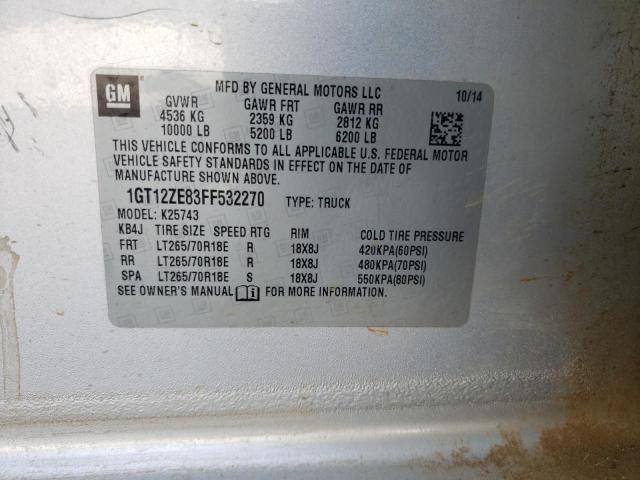 GM
MFD BY GENERAL MOTORS LLC 10/14
GVWR GAWR FRT GAWR RR
4536 KG 2359 KG 2812 KG
10000 LB 5200 LB 6200 LB
THIS VEHICLE CONFORMS TO ALL APPLICABLE U.S. FEDERAL MOTOR
VEHICLE SAFETY STANDARDS IN EFFECT ON THE DATE OF
MANUFACTURE SHOWN ABOVE.
1GT12ZE83FF532270 TYPE: TRUCK
MODEL: K25743
KB4J TIRE SIZE SPEED RTG RIM COLD TIRE PRESSURE
FRT LT265/70R18E R 18X8J 420KPA(60PSI)
RR LT265/70R18E R 18X8J 480KPA(70PSI)
SPA LT265/70R18E S 18X8J 550KPA(80PSI)
SEE OWNER'S MANUAL FOR MORE INFORMATION.